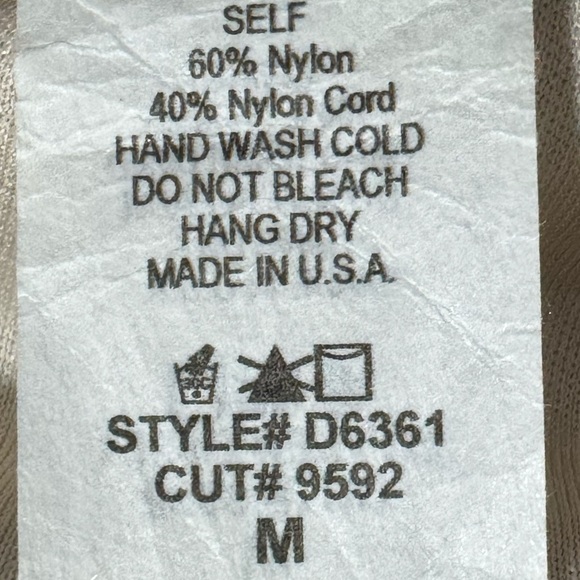 SELF
60% Nylon
40% Nylon Cord
HAND WASH COLD
DO NOT BLEACH
HANG DRY
MADE IN U.S.A.
30C
STYLE# D6361
CUT# 9592
M